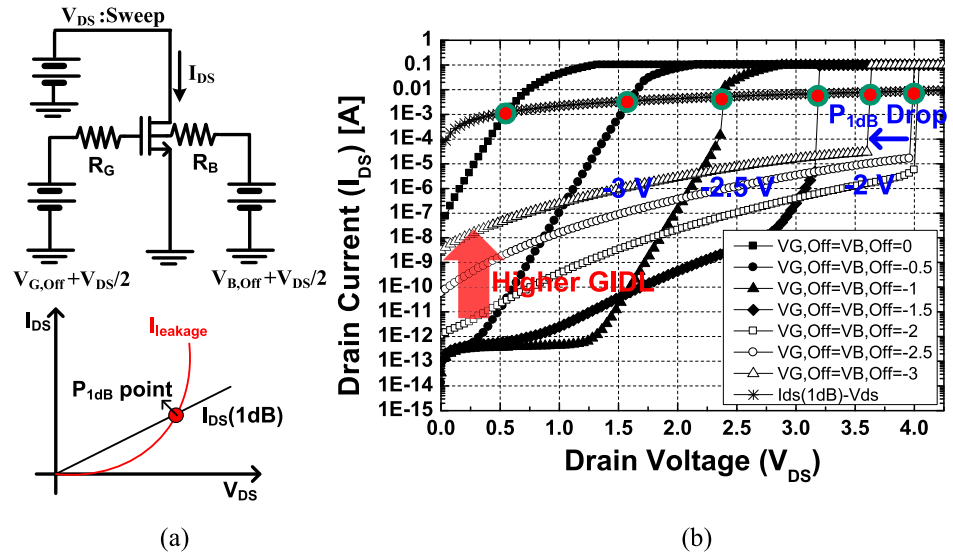 (a)
V_DS:Sweep
I_DS
R_G
R_B
V_G,Off+V_DS/2
V_B,Off+V_DS/2
I_DS
I_leakage
P_1dB point
I_DS(1dB)
V_DS
(a)
(b)
Drain Current (I_DS) [A]
1
0.1
0.01
1E-3
1E-4
1E-5
1E-6
1E-7
1E-8
1E-9
1E-10
1E-11
1E-12
1E-13
1E-14
1E-15
P_1dB Drop
-3 V
-2.5 V
-2 V
Higher GIDL
VG,Off=VB,Off=0
VG,Off=VB,Off=-0.5
VG,Off=VB,Off=-1
VG,Off=VB,Off=-1.5
VG,Off=VB,Off=-2
VG,Off=VB,Off=-2.5
VG,Off=VB,Off=-3
Ids(1dB)-Vds
0.0 0.5 1.0 1.5 2.0 2.5 3.0 3.5 4.0
Drain Voltage (V_DS)
(b)